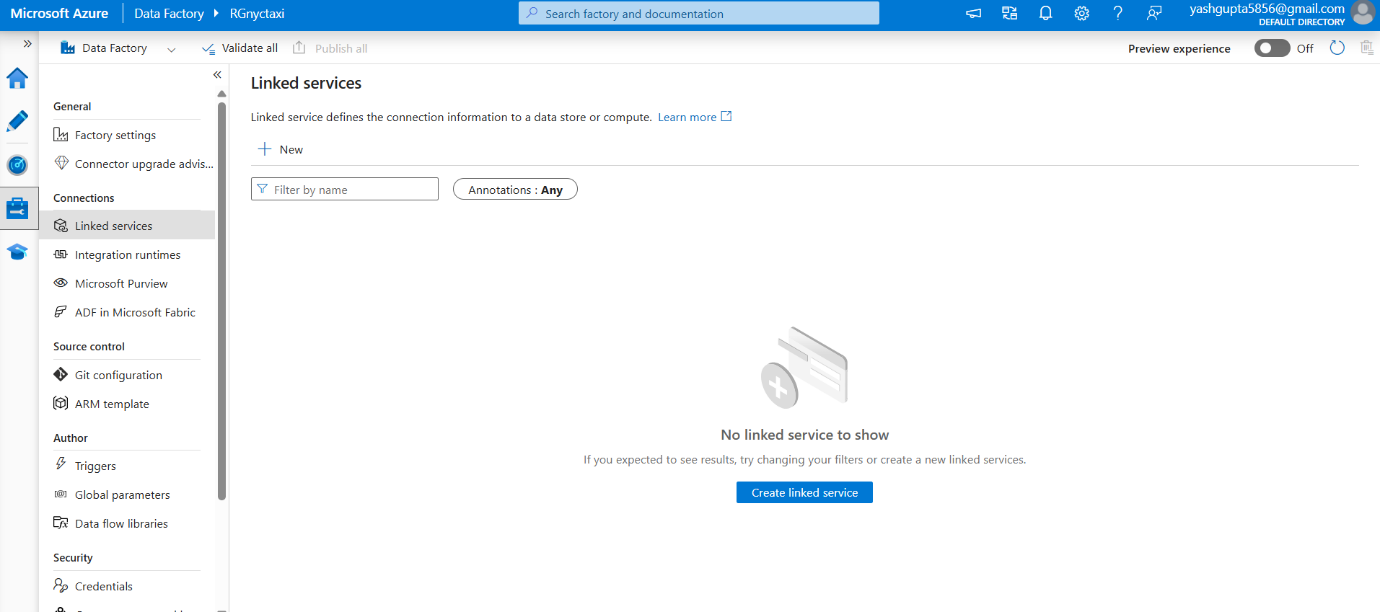 Microsoft Azure
Data Factory
RGnyctaxi
Search factory and documentation
yashgupta5856@gmail.com
DEFAULT DIRECTORY
Data Factory
Validate all
Publish all
Preview experience
Off
General
Factory settings
Connector upgrade advis...
Connections
Linked services
Integration runtimes
Microsoft Purview
ADF in Microsoft Fabric
Source control
Git configuration
ARM template
Author
Triggers
Global parameters
Data flow libraries
Security
Credentials
Linked services
Linked service defines the connection information to a data store or compute. Learn more
New
Filter by name
Annotations : Any
No linked service to show
If you expected to see results, try changing your filters or create a new linked services.
Create linked service